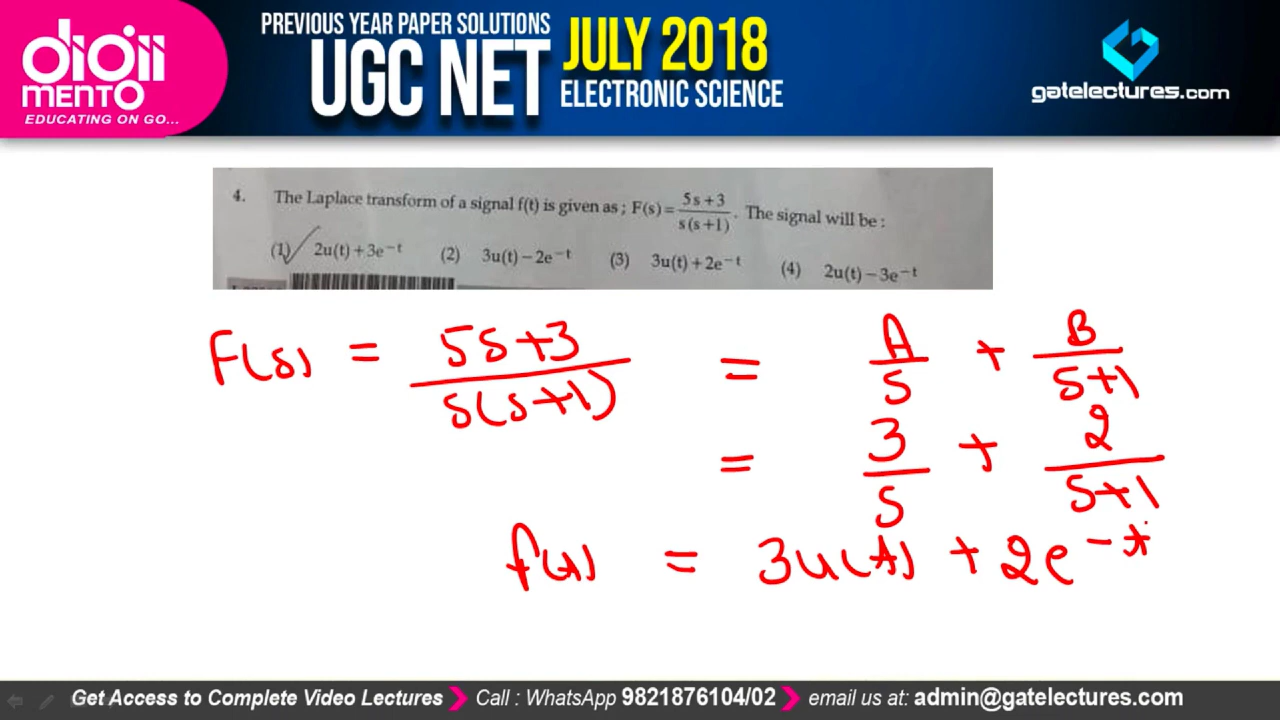 digii
MENTO
EDUCATING ON GO...
PREVIOUS YEAR PAPER SOLUTIONS
UGC NET
JULY 2018
ELECTRONIC SCIENCE
gatelectures.com
4. The Laplace transform of a signal f(t) is given as ; F(s) = (5s+3)/(s(s+1)). The signal will be :
(1) 2u(t)+3e^−t (2) 3u(t)−2e^−t (3) 3u(t)+2e^−t (4) 2u(t)−3e^−t
F(s) = (5s+3)/(s(s+1)) = A/s + B/(s+1)
= 3/s + 2/(s+1)
f(t) = 3u(t) + 2e^−t
Get Access to Complete Video Lectures Call : WhatsApp 9821876104/02 email us at: admin@gatelectures.com